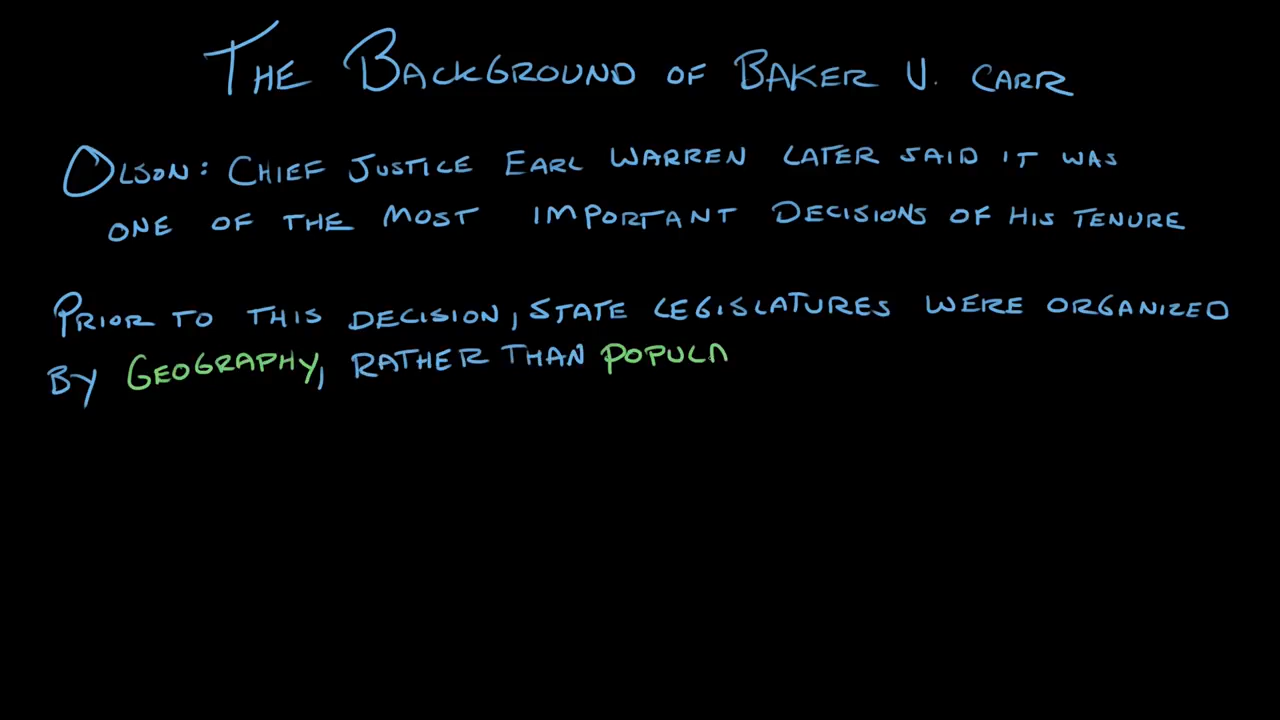 The Background of Baker v. Carr
Olson: Chief Justice Earl Warren later said it was
one of the most important decisions of his tenure
Prior to this decision, state legislatures were organized
by Geography, rather than popula